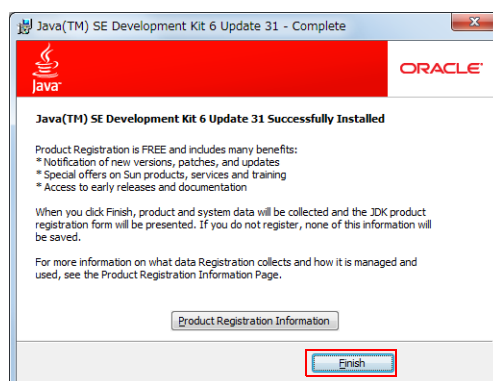 Java(TM) SE Development Kit 6 Update 31 - Complete
Java
ORACLE
Java(TM) SE Development Kit 6 Update 31 Successfully Installed
Product Registration is FREE and includes many benefits:
* Notification of new versions, patches, and updates
* Special offers on Sun products, services and training
* Access to early releases and documentation
When you click Finish, product and system data will be collected and the JDK product
registration form will be presented. If you do not register, none of this information will
be saved.
For more information on what data Registration collects and how it is managed and
used, see the Product Registration Information Page.
Product Registration Information
Finish